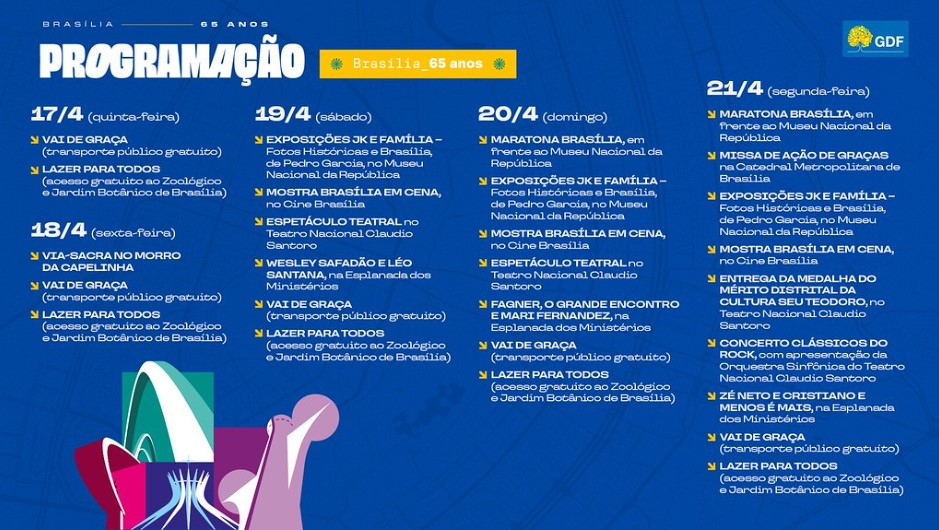 BRASÍLIA 65 ANOS
PROGRAMAÇÃO
Brasília_65 anos
GDF
17/4 (quinta-feira)
VAI DE GRAÇA
(transporte público gratuito)
LAZER PARA TODOS
(acesso gratuito ao Zoológico
e Jardim Botânico de Brasília)
18/4 (sexta-feira)
VIA-SACRA NO MORRO
DA CAPELINHA
VAI DE GRAÇA
(transporte público gratuito)
LAZER PARA TODOS
(acesso gratuito ao Zoológico
e Jardim Botânico de Brasília)
19/4 (sábado)
EXPOSIÇÕES JK E FAMÍLIA –
Fotos Históricas e Brasília,
de Pedro Garcia, no Museu
Nacional da República
MOSTRA BRASÍLIA EM CENA,
no Cine Brasília
ESPETÁCULO TEATRAL no
Teatro Nacional Claudio
Santoro
WESLEY SAFADÃO E LÉO
SANTANA, na Esplanada dos
Ministérios
VAI DE GRAÇA
(transporte público gratuito)
LAZER PARA TODOS
(acesso gratuito ao Zoológico
e Jardim Botânico de Brasília)
20/4 (domingo)
MARATONA BRASÍLIA, em
frente ao Museu Nacional da
República
EXPOSIÇÕES JK E FAMÍLIA –
Fotos Históricas e Brasília,
de Pedro Garcia, no Museu
Nacional da República
MOSTRA BRASÍLIA EM CENA,
no Cine Brasília
ESPETÁCULO TEATRAL no
Teatro Nacional Claudio
Santoro
FAGNER, O GRANDE ENCONTRO
E MARI FERNANDEZ, na
Esplanada dos Ministérios
VAI DE GRAÇA
(transporte público gratuito)
LAZER PARA TODOS
(acesso gratuito ao Zoológico
e Jardim Botânico de Brasília)
21/4 (segunda-feira)
MARATONA BRASÍLIA, em
frente ao Museu Nacional da
República
MISSA DE AÇÃO DE GRAÇAS
na Catedral Metropolitana de
Brasília
EXPOSIÇÕES JK E FAMÍLIA –
Fotos Históricas e Brasília,
de Pedro Garcia, no Museu
Nacional da República
MOSTRA BRASÍLIA EM CENA,
no Cine Brasília
ENTREGA DA MEDALHA DO
MÉRITO DISTRITAL DA
CULTURA SEU TEODORO, no
Teatro Nacional Claudio
Santoro
CONCERTO CLÁSSICOS DO
ROCK, com apresentação da
Orquestra Sinfônica do Teatro
Nacional Claudio Santoro
ZÉ NETO E CRISTIANO E
MENOS É MAIS, na Esplanada
dos Ministérios
VAI DE GRAÇA
(transporte público gratuito)
LAZER PARA TODOS
(acesso gratuito ao Zoológico
e Jardim Botânico de Brasília)